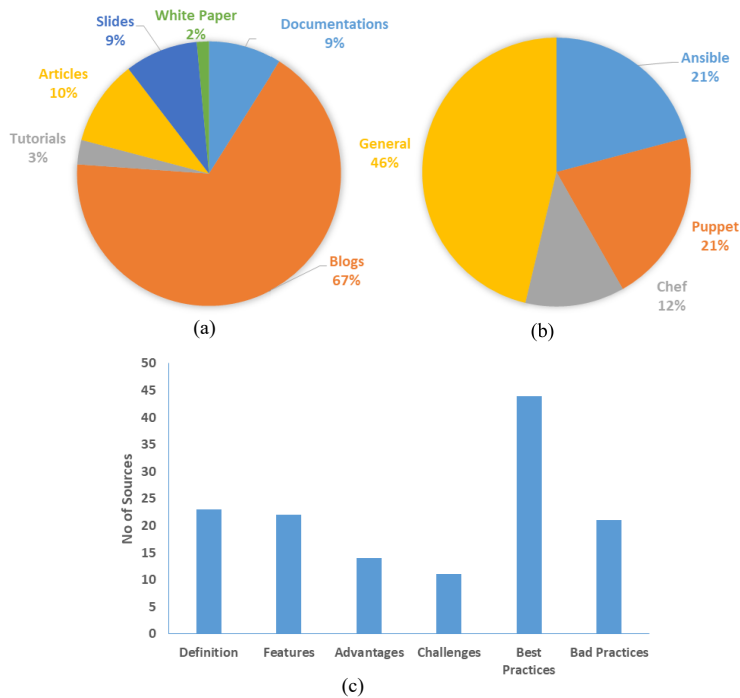 White Paper
2%
Slides
9%
Documentations
9%
Articles
10%
Tutorials
3%
Blogs
67%
(a)
Ansible
21%
General
46%
Puppet
21%
Chef
12%
(b)
No of Sources
50
45
40
35
30
25
20
15
10
5
0
Definition
Features
Advantages
Challenges
Best
Practices
Bad Practices
(c)